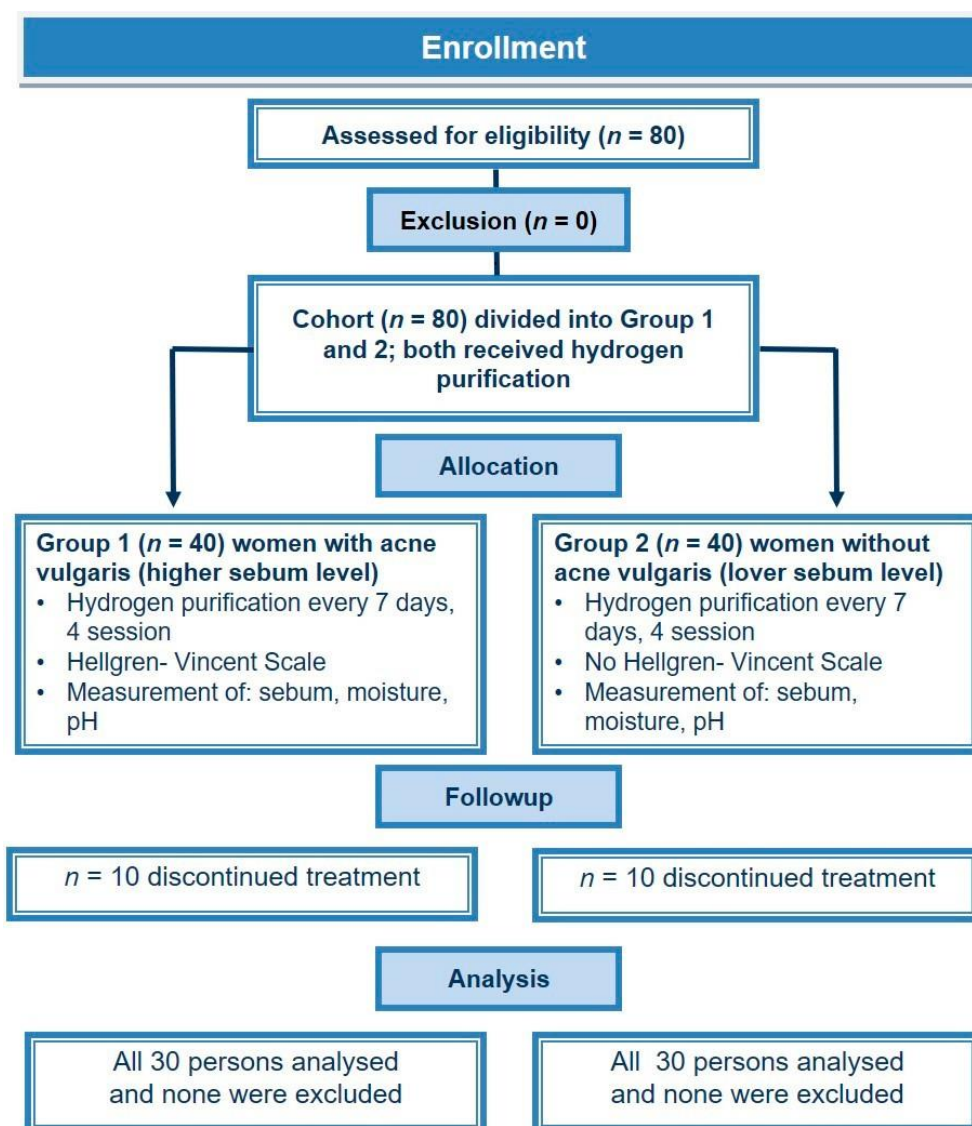 Enrollment
Assessed for eligibility (n = 80)
Exclusion (n = 0)
Cohort (n = 80) divided into Group 1
and 2; both received hydrogen
purification
Allocation
Group 1 (n = 40) women with acne
vulgaris (higher sebum level)
• Hydrogen purification every 7 days,
4 session
• Hellgren- Vincent Scale
• Measurement of: sebum, moisture,
pH
Group 2 (n = 40) women without
acne vulgaris (lover sebum level)
• Hydrogen purification every 7
days, 4 session
• No Hellgren- Vincent Scale
• Measurement of: sebum,
moisture, pH
Followup
n = 10 discontinued treatment
n = 10 discontinued treatment
Analysis
All 30 persons analysed
and none were excluded
All 30 persons analysed
and none were excluded